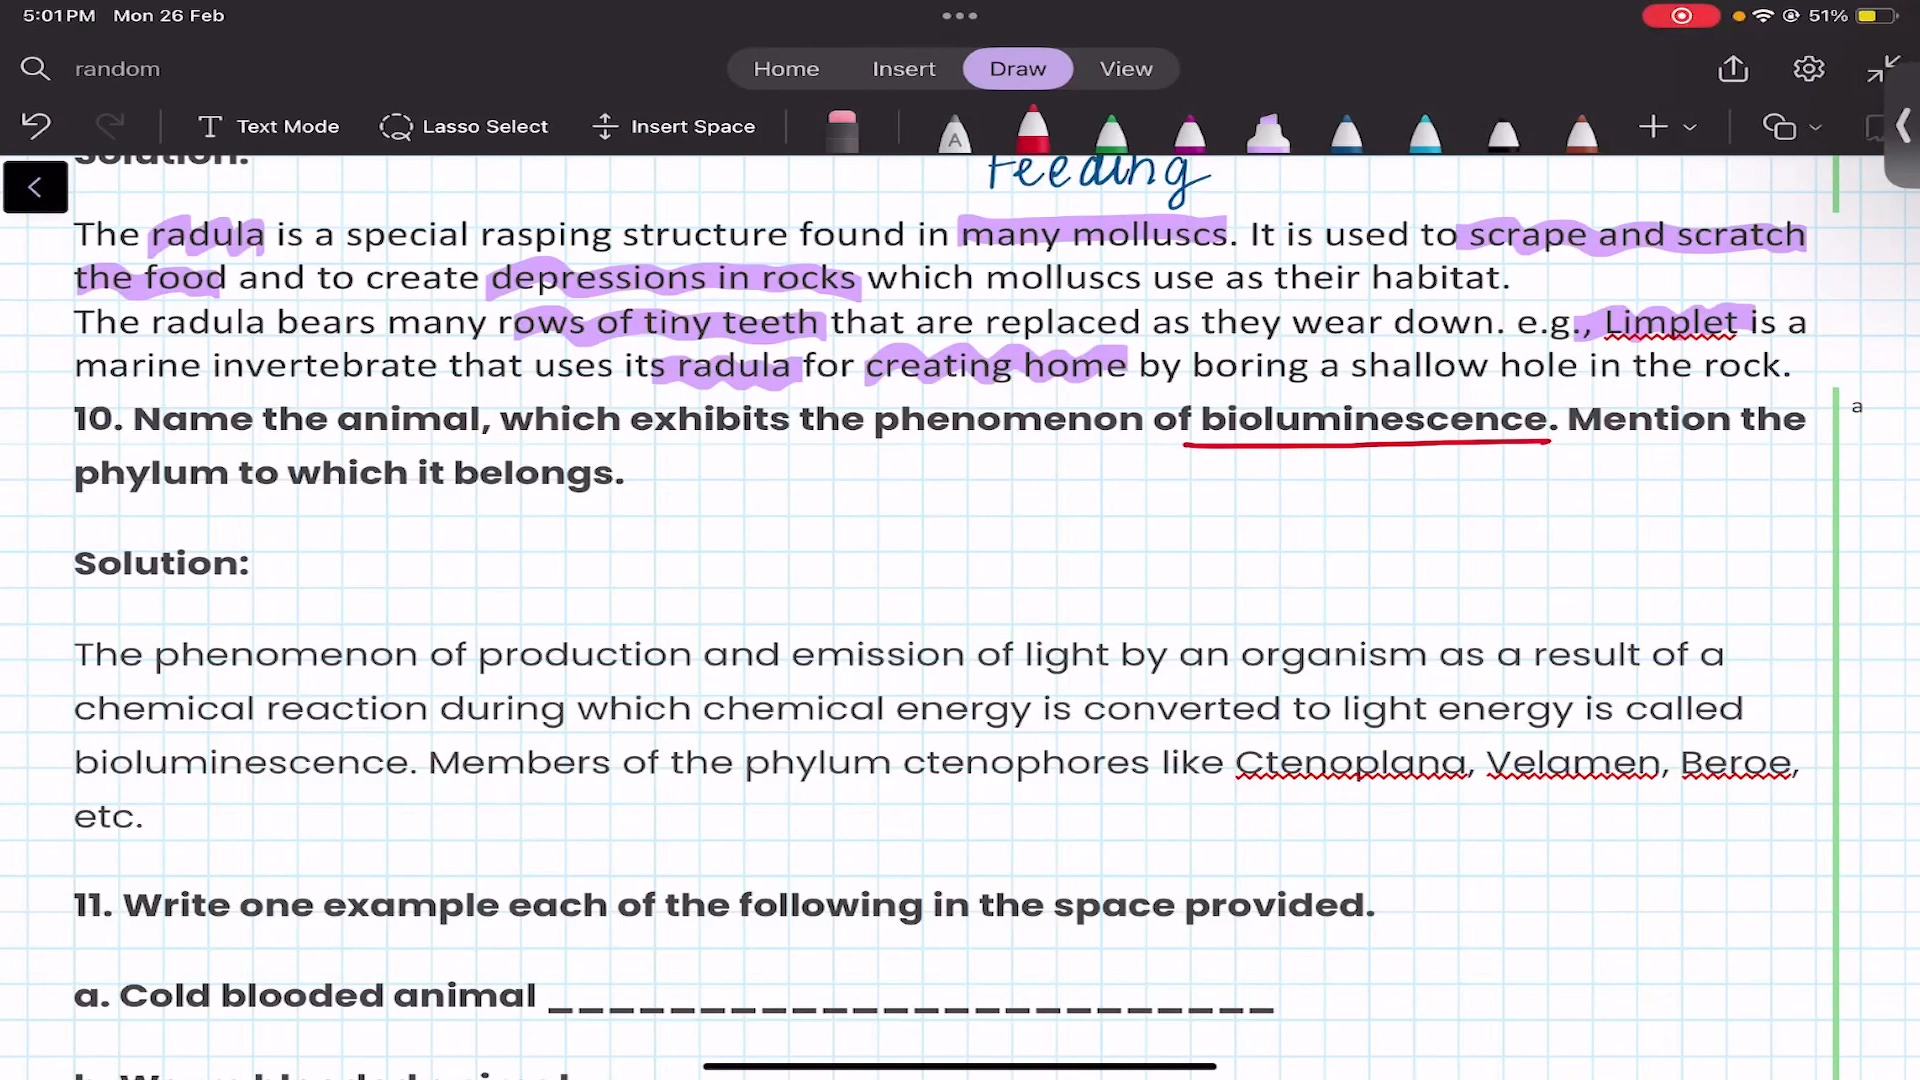 5:01 PM Mon 26 Feb
51%
random
Home Insert Draw View
Text Mode Lasso Select Insert Space
A
Solution:
Feeding
The radula is a special rasping structure found in many molluscs. It is used to scrape and scratch
the food and to create depressions in rocks which molluscs use as their habitat.
The radula bears many rows of tiny teeth that are replaced as they wear down. e.g., Limplet is a
marine invertebrate that uses its radula for creating home by boring a shallow hole in the rock.
10. Name the animal, which exhibits the phenomenon of bioluminescence. Mention the
a
phylum to which it belongs.
Solution:
The phenomenon of production and emission of light by an organism as a result of a
chemical reaction during which chemical energy is converted to light energy is called
bioluminescence. Members of the phylum ctenophores like Ctenoplana, Velamen, Beroe,
etc.
11. Write one example each of the following in the space provided.
a. Cold blooded animal _ _ _ _ _ _ _ _ _ _ _ _ _ _ _ _ _ _ _ _ _ _ _ _